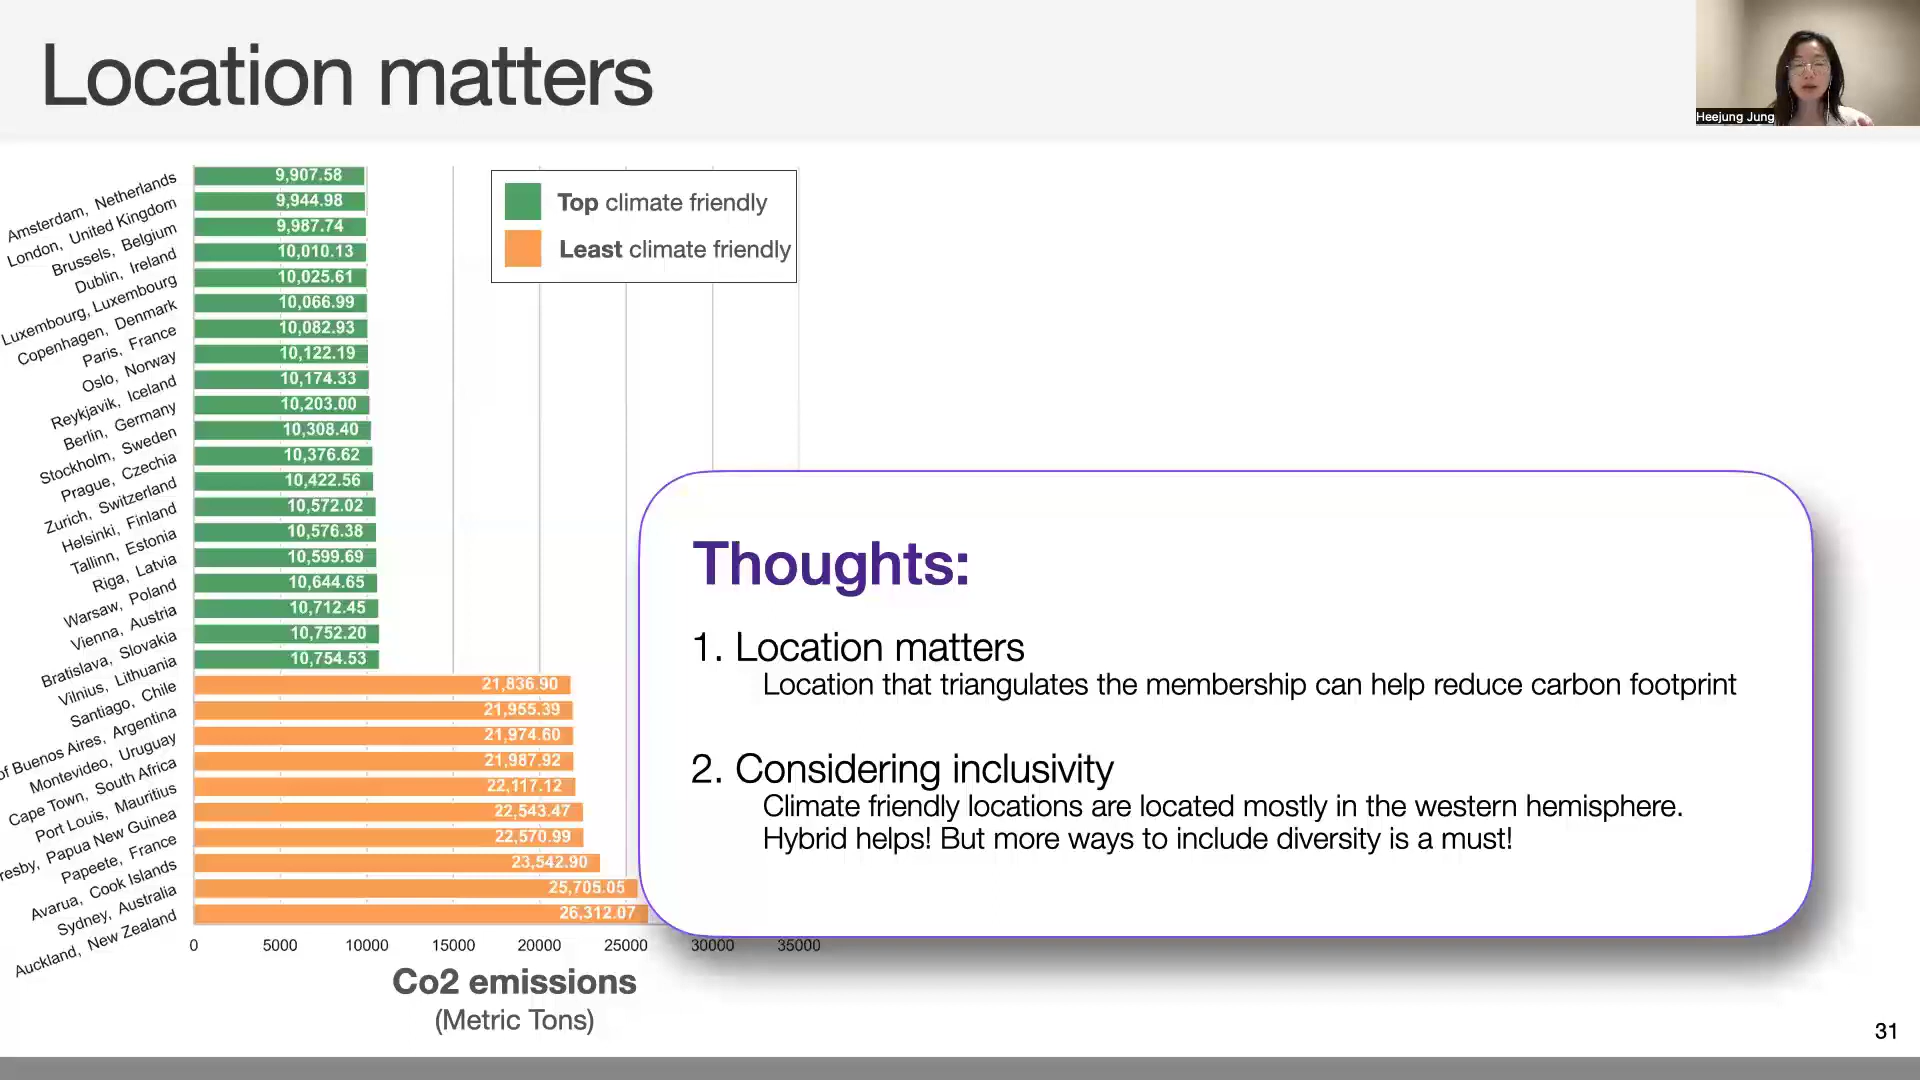 Location matters
Heejung Jung
Top climate friendly
Least climate friendly
Amsterdam, Netherlands 9,907.58
London, United Kingdom 9,944.98
Brussels, Belgium 9,987.74
Dublin, Ireland 10,010.13
Luxembourg, Luxembourg 10,025.61
Copenhagen, Denmark 10,066.99
Paris, France 10,082.93
Oslo, Norway 10,122.19
Reykjavik, Iceland 10,174.33
Berlin, Germany 10,203.00
Stockholm, Sweden 10,308.40
Prague, Czechia 10,376.62
Zurich, Switzerland 10,422.56
Helsinki, Finland 10,572.02
Tallinn, Estonia 10,576.38
Riga, Latvia 10,599.69
Warsaw, Poland 10,644.65
Vienna, Austria 10,712.45
Bratislava, Slovakia 10,752.20
Vilnius, Lithuania 10,754.53
Santiago, Chile 21,836.90
of Buenos Aires, Argentina 21,955.39
Montevideo, Uruguay 21,974.60
Cape Town, South Africa 21,987.92
Port Louis, Mauritius 22,117.12
resby, Papua New Guinea 22,543.47
Papeete, France 22,570.99
Avarua, Cook Islands 23,542.90
Sydney, Australia 25,705.05
Auckland, New Zealand 26,312.07
0 5000 10000 15000 20000 25000 30000 35000
Co2 emissions
(Metric Tons)
Thoughts:
1. Location matters
Location that triangulates the membership can help reduce carbon footprint
2. Considering inclusivity
Climate friendly locations are located mostly in the western hemisphere.
Hybrid helps! But more ways to include diversity is a must!
31